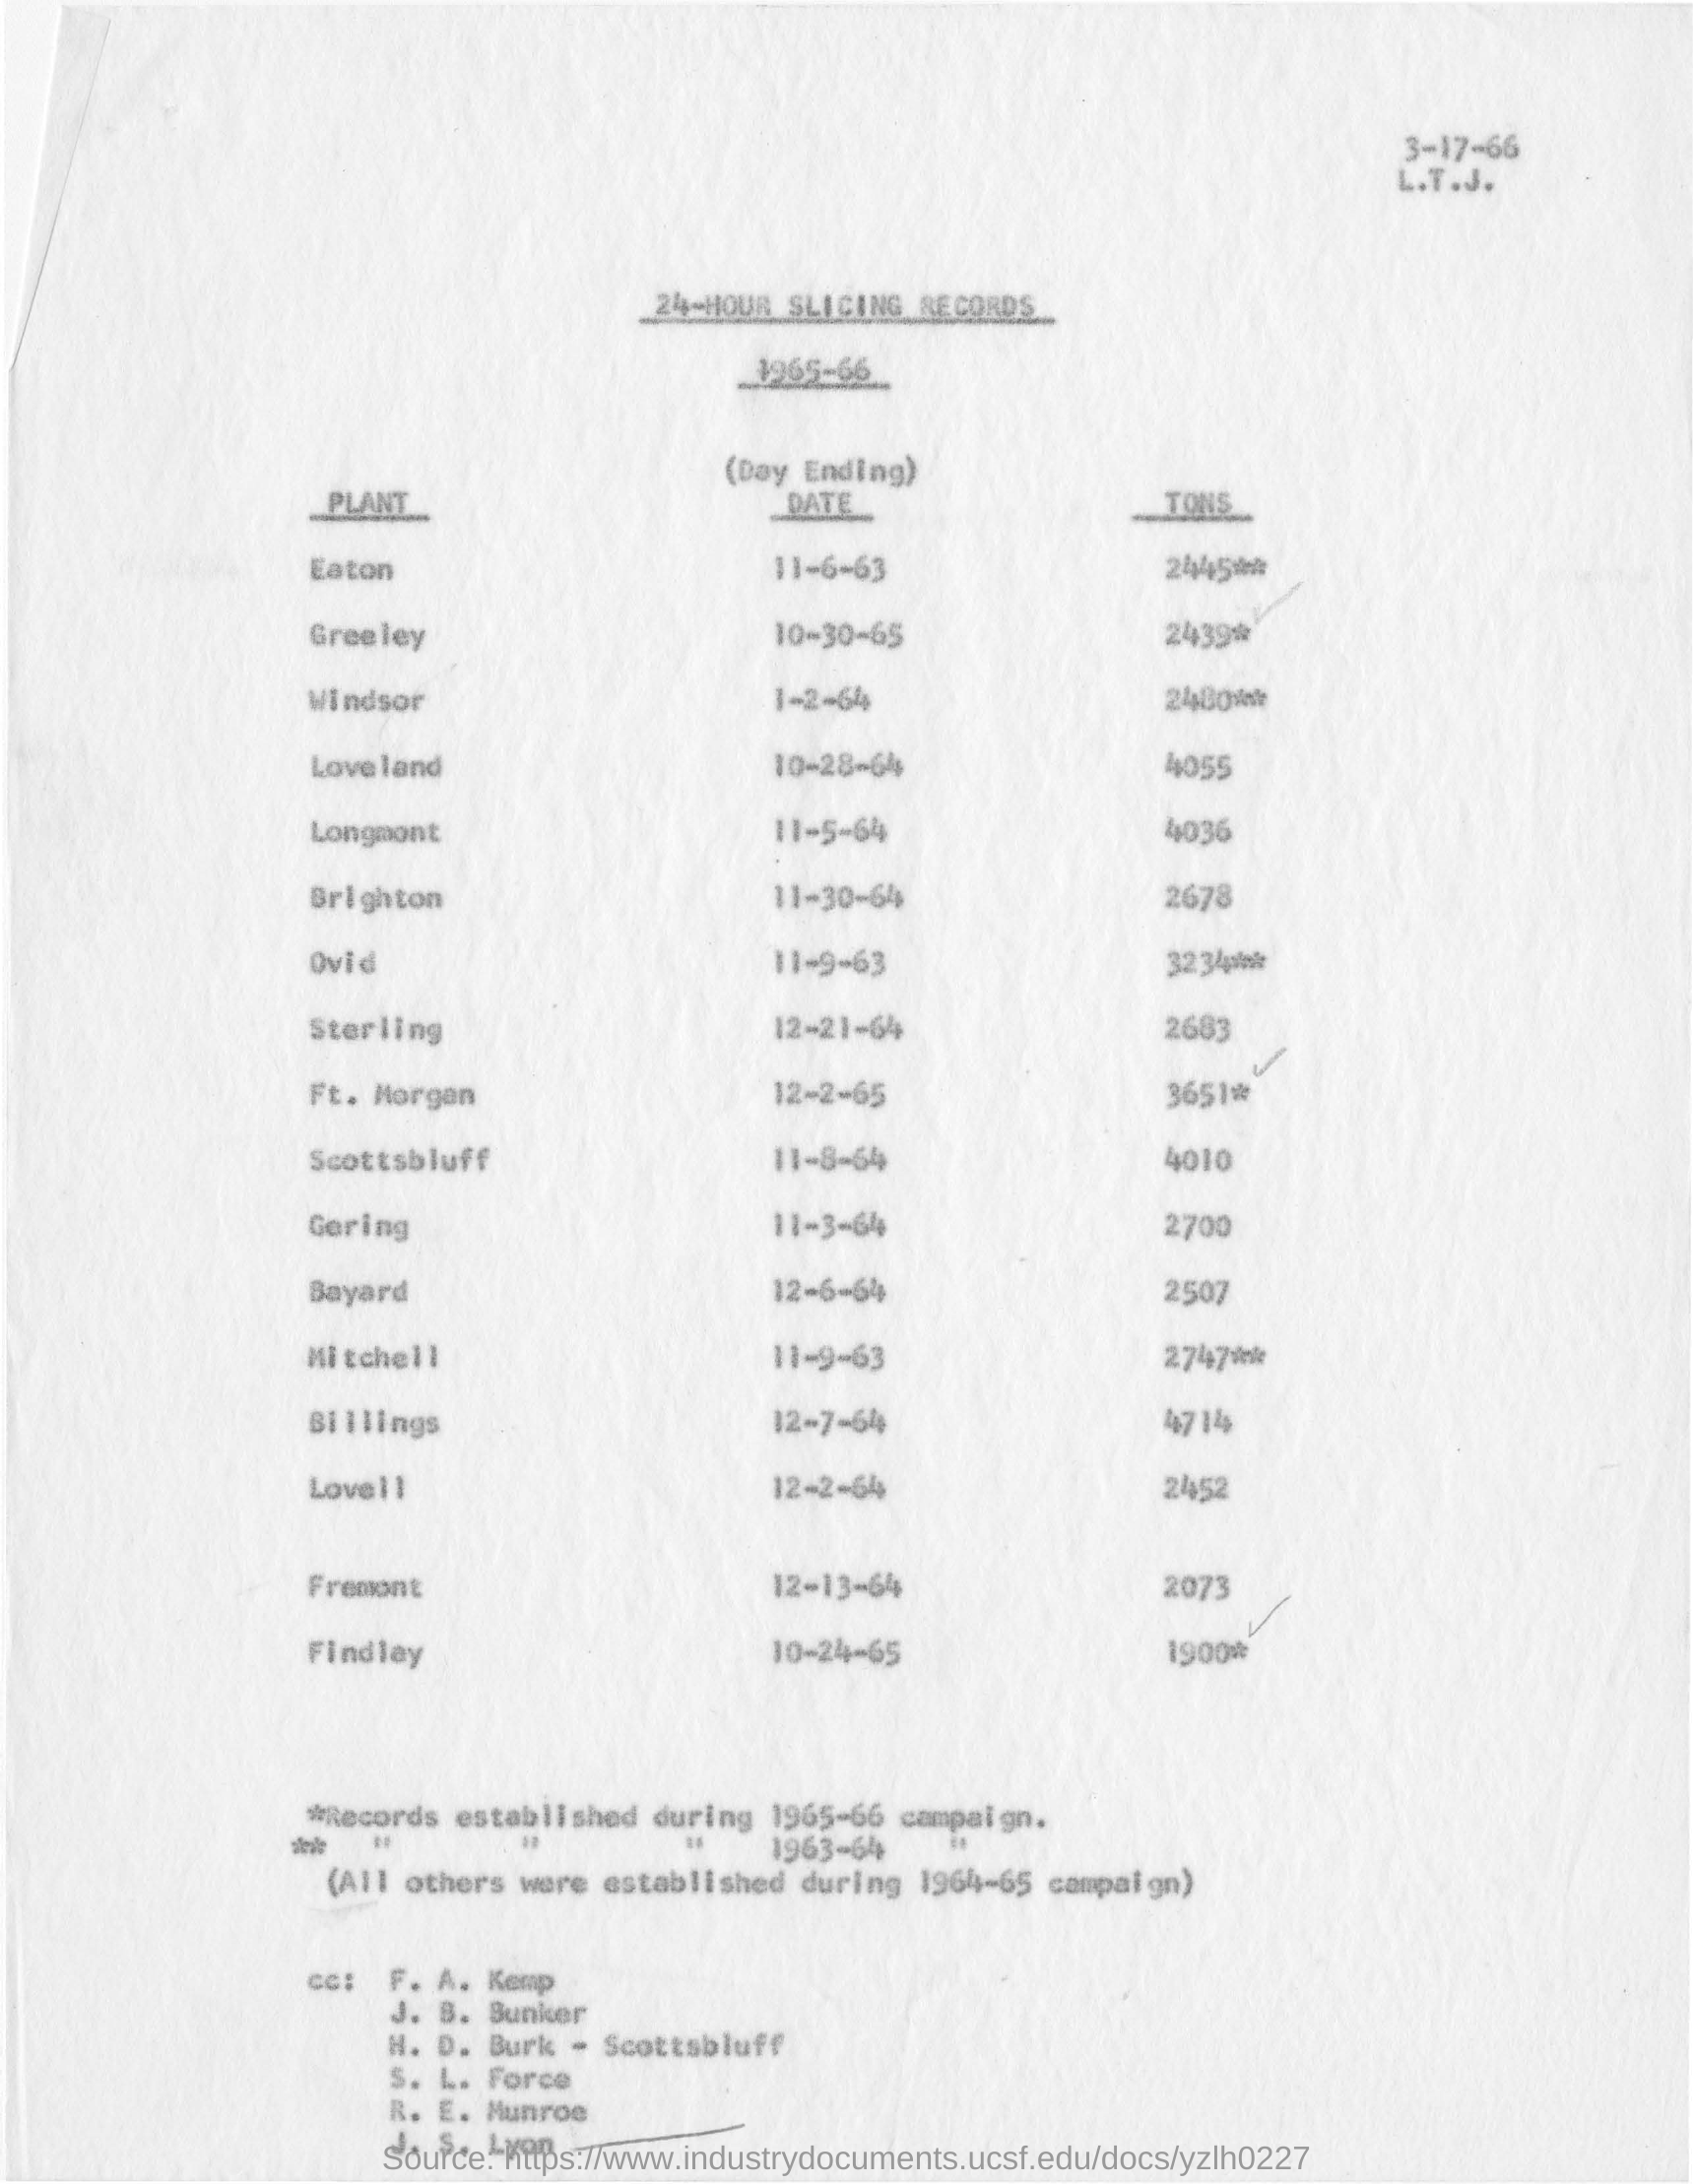 3-17-66
L.T.J.
24-HOUR SLICING RECORDS
1965-66
(Day Ending)
PLANT DATE TONS
Eaton 11-6-63 2445**
Greeley 10-30-65 2439*
Windsor 1-2-64 2480**
Loveland 10-28-64 4055
Longmont 11-5-64 4036
Brighton 11-30-64 2678
Ovid 11-9-63 3234**
Sterling 12-21-64 2683
Ft. Morgan 12-2-65 3651*
Scottsbluff 11-8-64 4010
Gering 11-3-64 2700
Bayard 12-6-64 2507
Mitchell 11-9-63 2747**
Billings 12-7-64 4714
Lovell 12-2-64 2452
Fremont 12-13-64 2073
Findlay 10-24-65 1900*
*Records established during 1965-66 campaign.
** " " " 1963-64 "
(All others were established during 1964-65 campaign)
cc: F. A. Kemp
J. B. Bunker
H. D. Burk - Scottsbluff
S. L. Force
R. E. Munroe
J. S. Lyon
Source: https://www.industrydocuments.ucsf.edu/docs/yzlh0227